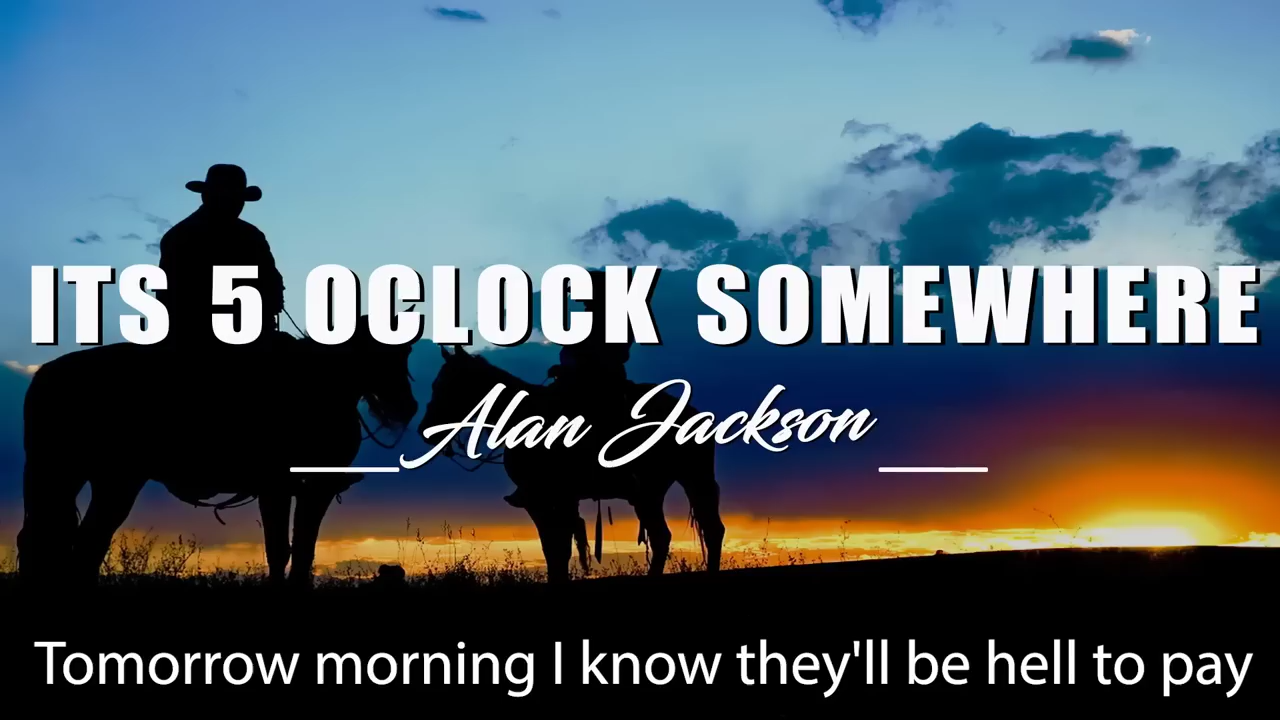 ITS 5 OCLOCK SOMEWHERE
Alan Jackson
Tomorrow morning I know they'll be hell to pay